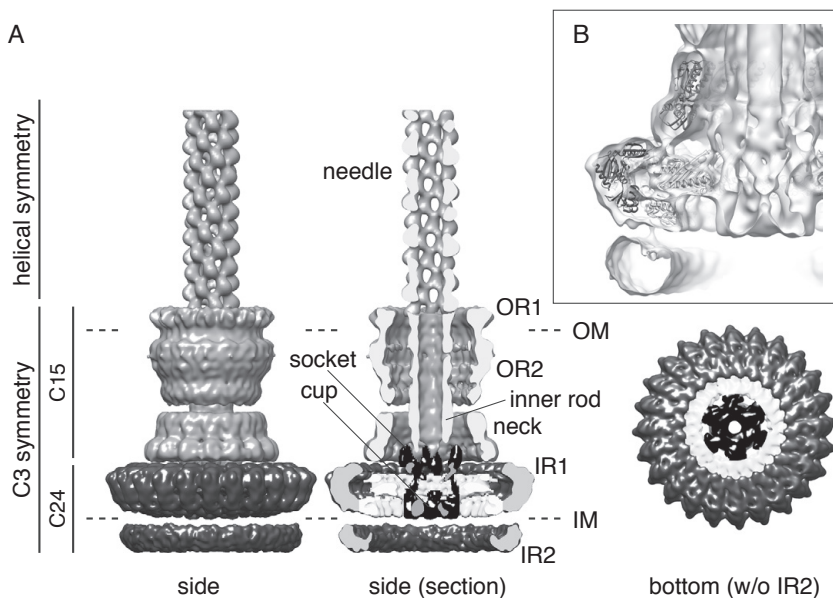 A
B
helical symmetry
C3 symmetry
C15
C24
needle
OR1
OM
socket
OR2
cup
inner rod
neck
IR1
IM
IR2
side
side (section)
bottom (w/o IR2)